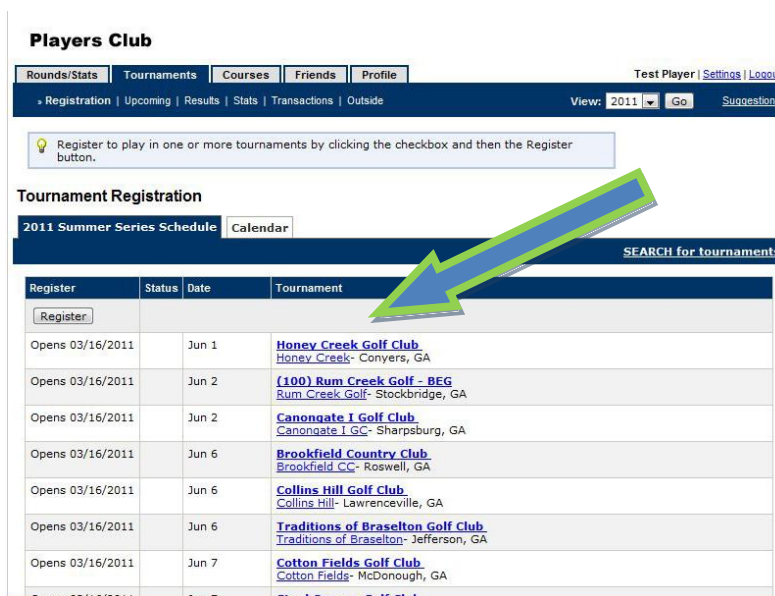 Players Club
Rounds/Stats Tournaments Courses Friends Profile Test Player | Settings | Logou
» Registration | Upcoming | Results | Stats | Transactions | Outside View: 2011 Go Suggestion
Register to play in one or more tournaments by clicking the checkbox and then the Register
button.
Tournament Registration
2011 Summer Series Schedule Calendar
SEARCH for tournaments
Register Status Date Tournament
Register
Opens 03/16/2011 Jun 1 Honey Creek Golf Club
Honey Creek- Conyers, GA
Opens 03/16/2011 Jun 2 (100) Rum Creek Golf - BEG
Rum Creek Golf- Stockbridge, GA
Opens 03/16/2011 Jun 2 Canongate I Golf Club
Canongate I GC- Sharpsburg, GA
Opens 03/16/2011 Jun 6 Brookfield Country Club
Brookfield CC- Roswell, GA
Opens 03/16/2011 Jun 6 Collins Hill Golf Club
Collins Hill- Lawrenceville, GA
Opens 03/16/2011 Jun 6 Traditions of Braselton Golf Club
Traditions of Braselton- Jefferson, GA
Opens 03/16/2011 Jun 7 Cotton Fields Golf Club
Cotton Fields- McDonough, GA